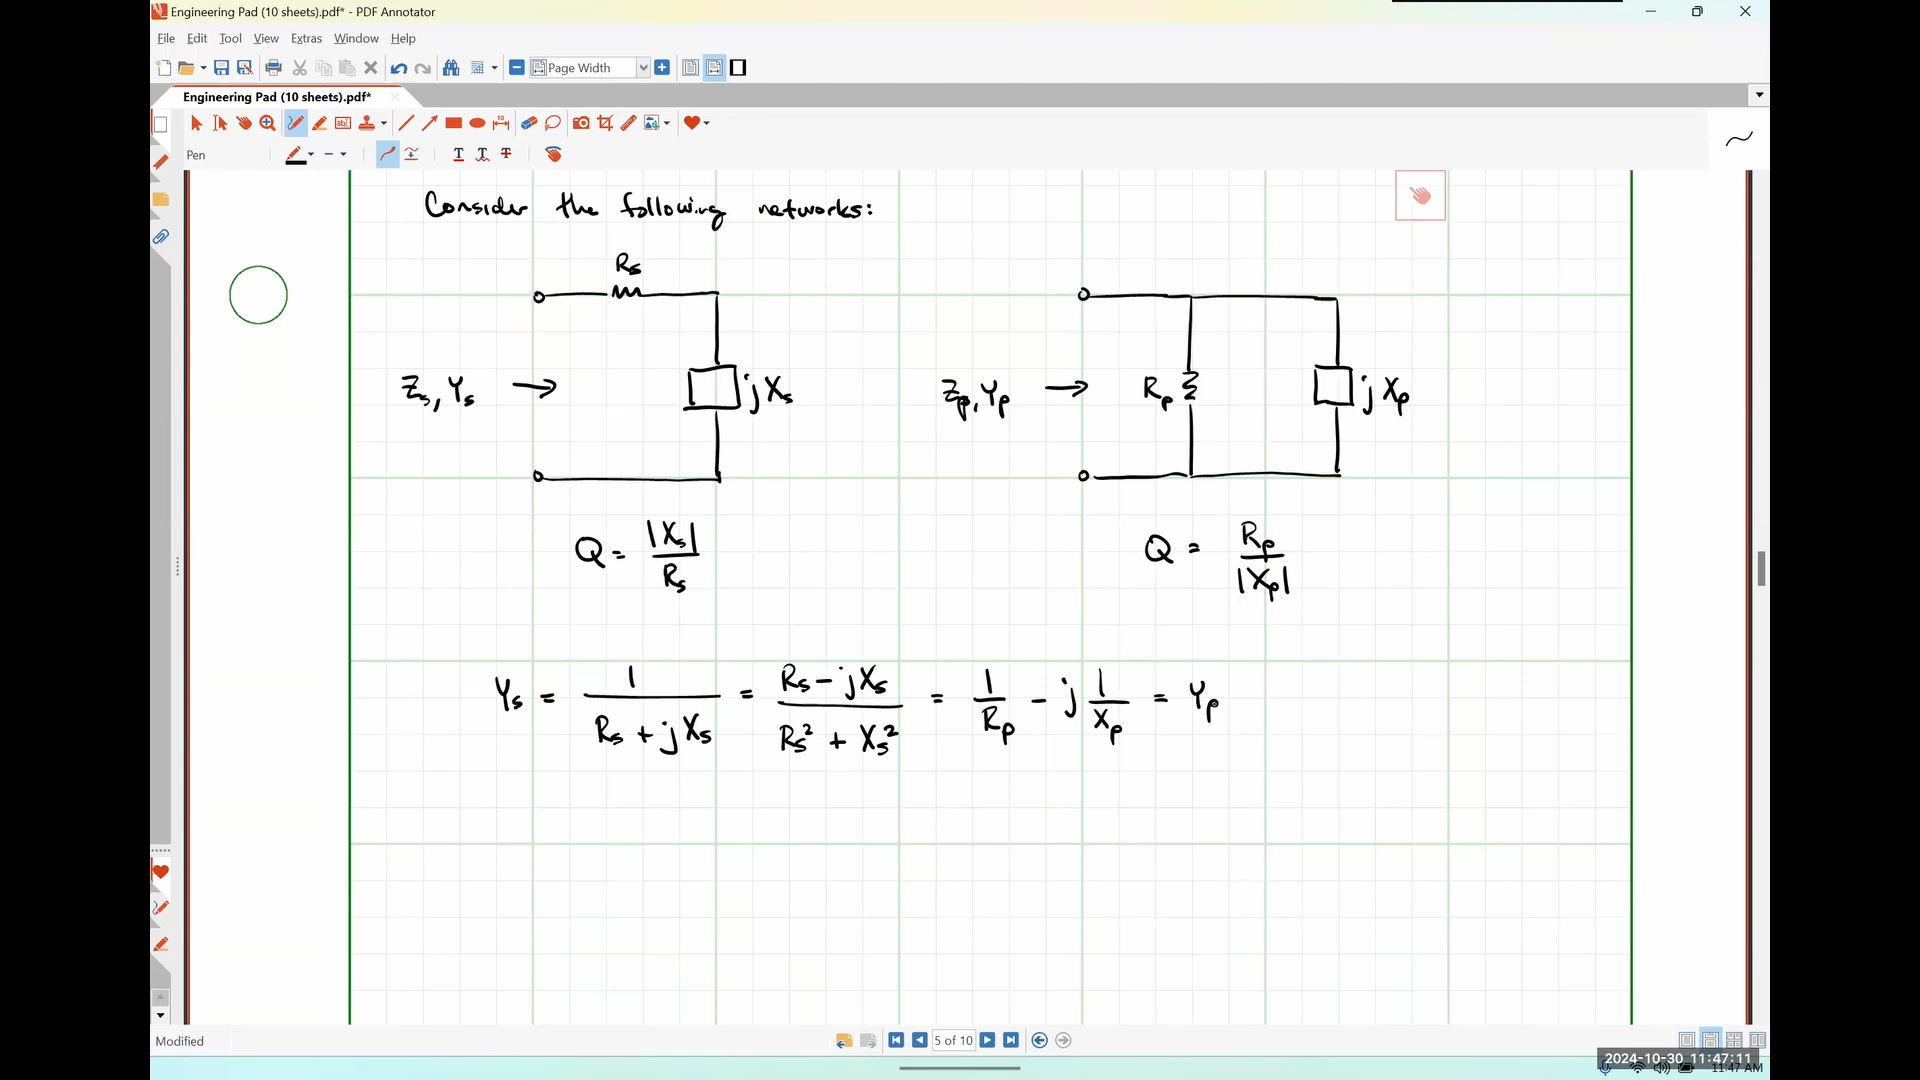 Engineering Pad (10 sheets).pdf* - PDF Annotator
File Edit Tool View Extras Window Help
Page Width
Engineering Pad (10 sheets).pdf*
Pen
Consider the following networks:
Rs
Zs, Ys → jXs
Zp, Yp → Rp jXp
Q = |Xs| / Rs
Q = Rp / |Xp|
Ys = 1 / (Rs + jXs) = (Rs - jXs) / (Rs² + Xs²) = 1/Rp - j 1/Xp = Yp
Modified
5 of 10
2024-10-30 11:47:11
11:47 AM